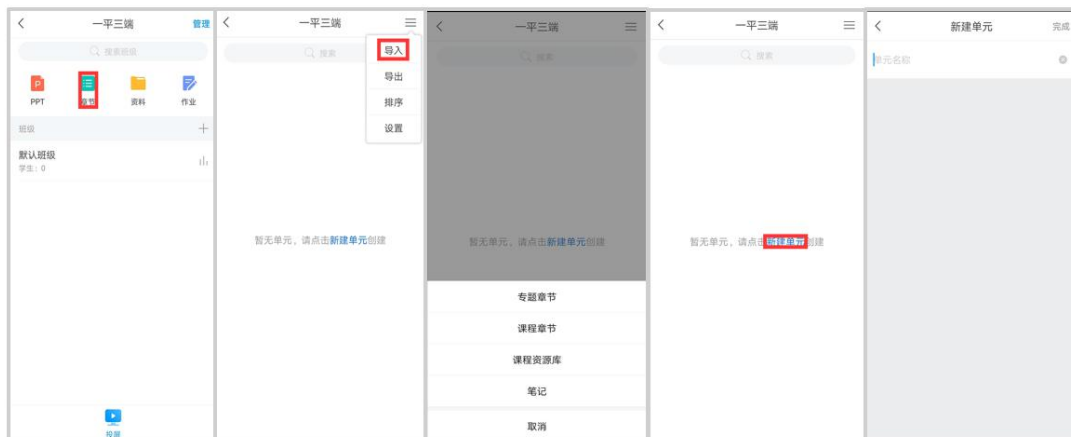 一平三端
管理
搜索班级
PPT
章节
资料
作业
班级
默认班级
学生：0
投屏
一平三端
搜索
导入
导出
排序
设置
暂无单元，请点击新建单元创建
一平三端
搜索
暂无单元，请点击新建单元创建
专题章节
课程章节
课程资源库
笔记
取消
一平三端
搜索
暂无单元，请点击新建单元创建
新建单元
完成
单元名称